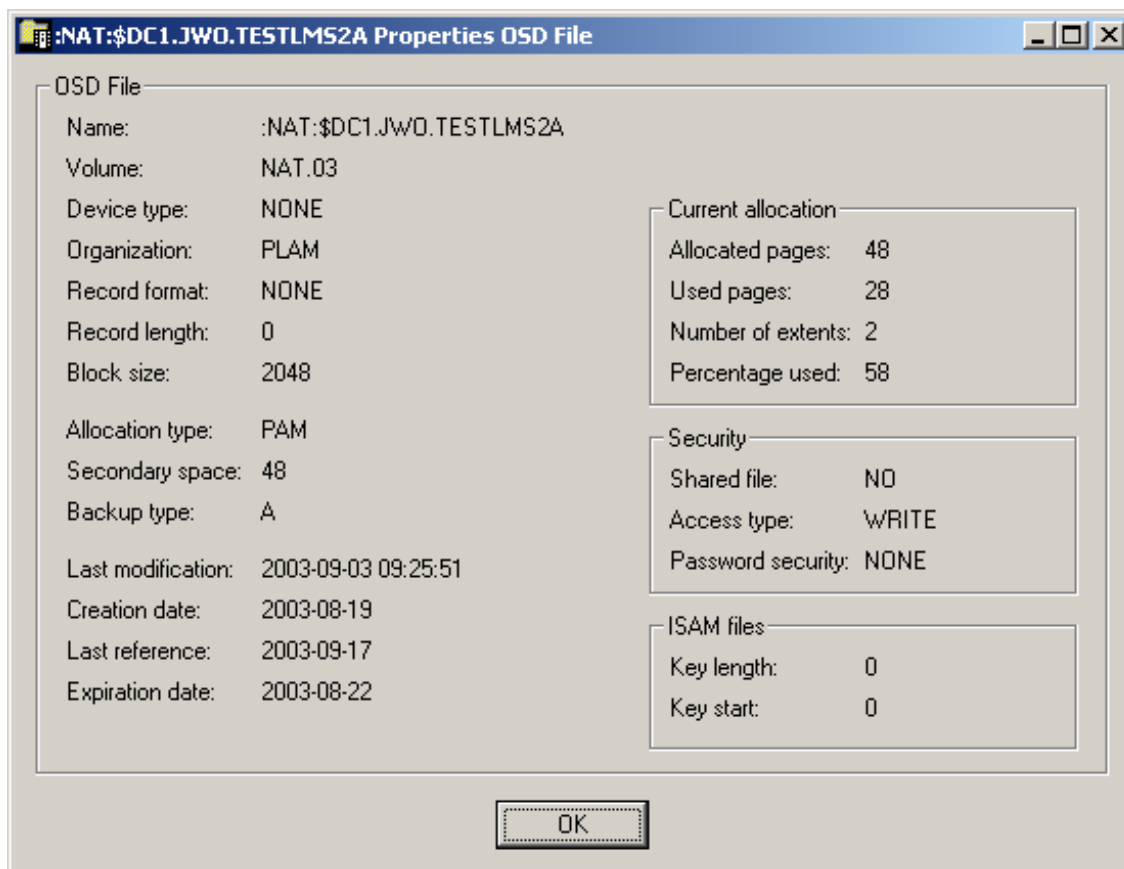 :NAT:$DC1.JWO.TESTLMS2A Properties OSD File
OSD File
Name: :NAT:$DC1.JWO.TESTLMS2A
Volume: NAT.03
Device type: NONE
Organization: PLAM
Record format: NONE
Record length: 0
Block size: 2048
Allocation type: PAM
Secondary space: 48
Backup type: A
Last modification: 2003-09-03 09:25:51
Creation date: 2003-08-19
Last reference: 2003-09-17
Expiration date: 2003-08-22
Current allocation
Allocated pages: 48
Used pages: 28
Number of extents: 2
Percentage used: 58
Security
Shared file: NO
Access type: WRITE
Password security: NONE
ISAM files
Key length: 0
Key start: 0
OK